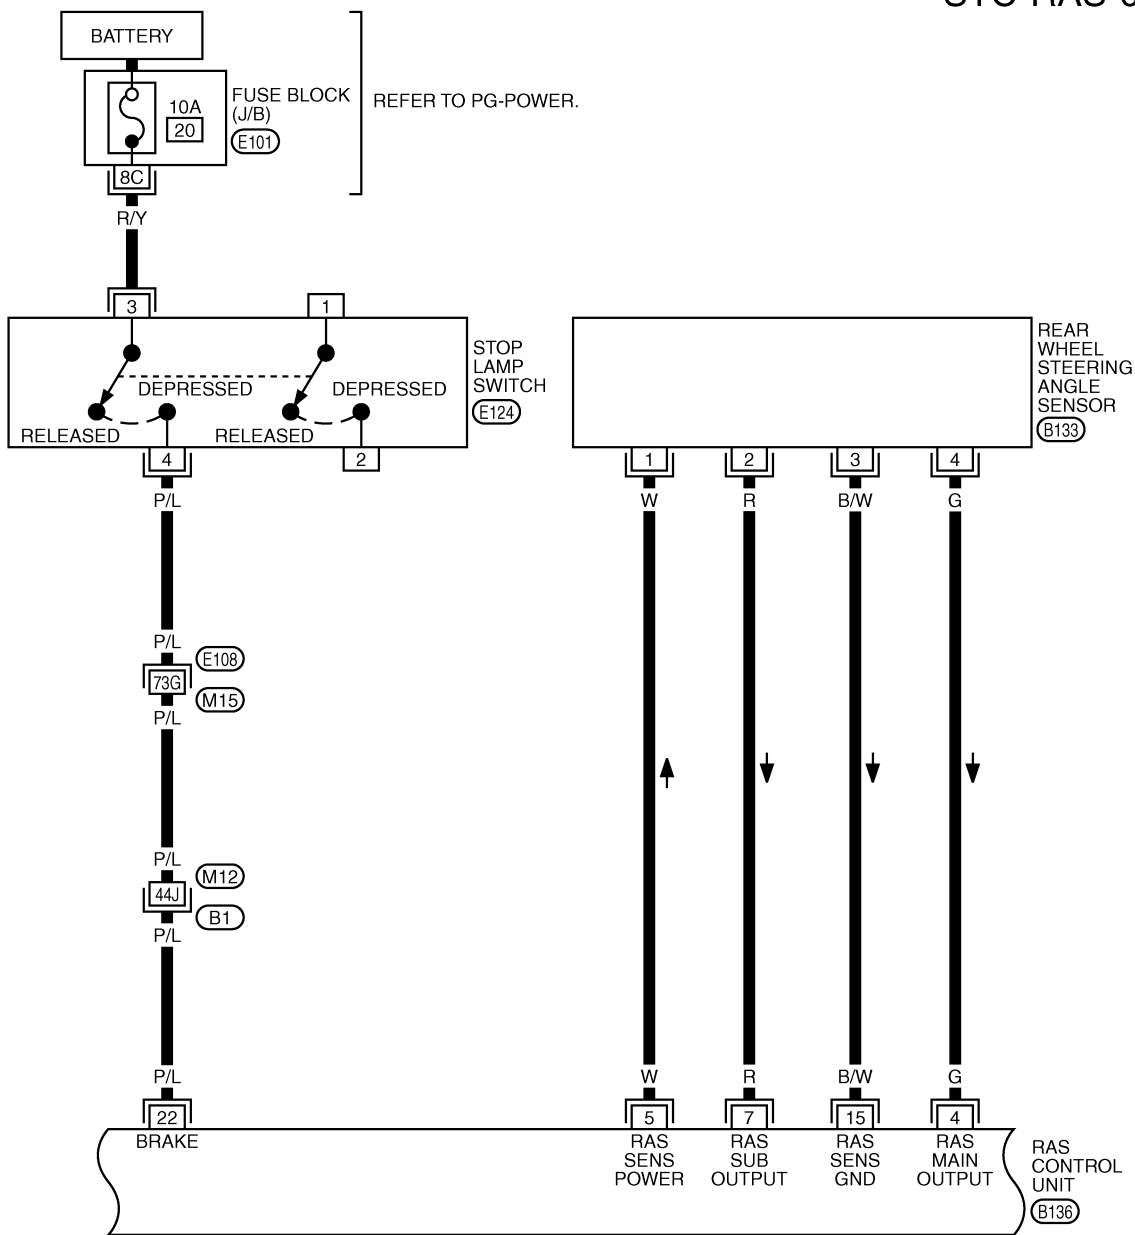 BATTERY
10A
20
FUSE BLOCK
(J/B)
E101
REFER TO PG-POWER.
8C
R/Y
3
1
DEPRESSED
DEPRESSED
RELEASED
RELEASED
STOP
LAMP
SWITCH
E124
4
2
REAR
WHEEL
STEERING
ANGLE
SENSOR
B133
1
2
3
4
P/L
W
R
B/W
G
P/L
E108
73G
M15
P/L
P/L
M12
44J
B1
P/L
P/L
W
R
B/W
G
22
5
7
15
4
BRAKE
RAS
SENS
POWER
RAS
SUB
OUTPUT
RAS
SENS
GND
RAS
MAIN
OUTPUT
RAS
CONTROL
UNIT
B136